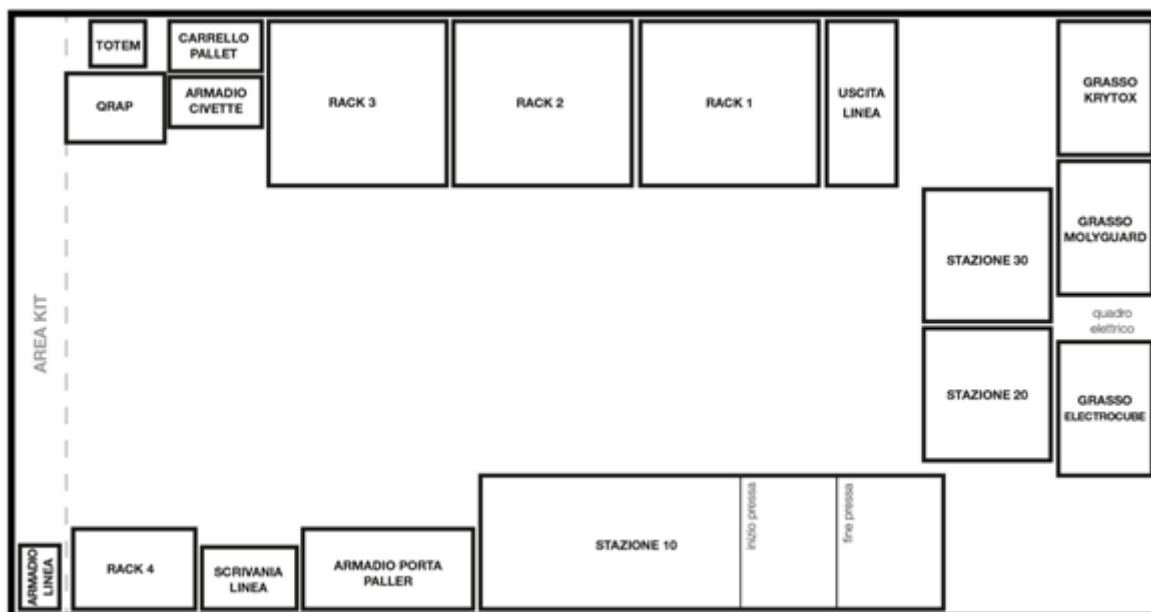 TOTEM
CARRELLO
PALLET
QRAP
ARMADIO
CIVETTE
RACK 3
RACK 2
RACK 1
USCITA
LINEA
GRASSO
KRYTOX
GRASSO
MOLYGUARD
STAZIONE 30
quadro
elettrico
STAZIONE 20
GRASSO
ELECTROCUBE
AREA KIT
ARMADIO
LINEA
RACK 4
SCRIVANIA
LINEA
ARMADIO PORTA
PALLER
STAZIONE 10
inizio pressa
fine pressa